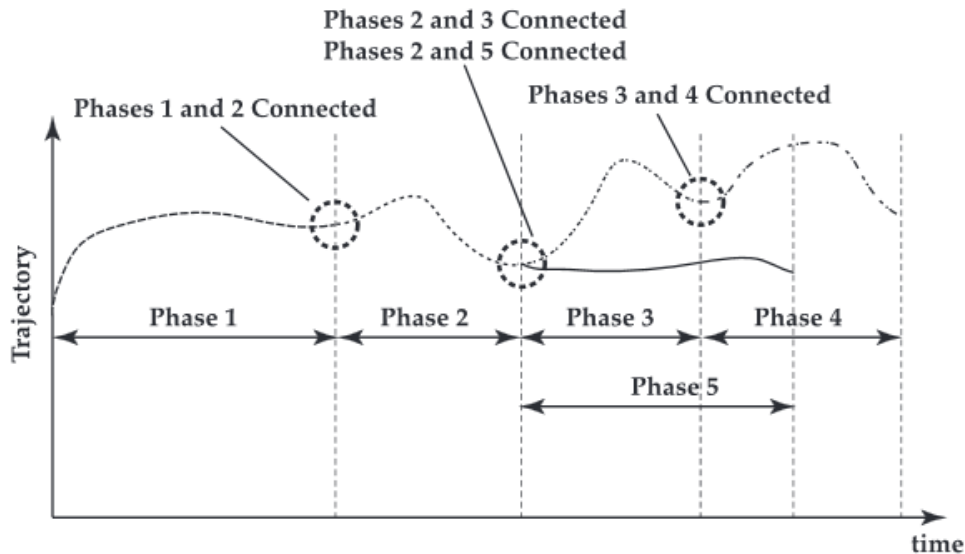 Phases 2 and 3 Connected
Phases 2 and 5 Connected
Phases 3 and 4 Connected
Phases 1 and 2 Connected
Trajectory
Phase 1
Phase 2
Phase 3
Phase 4
Phase 5
time